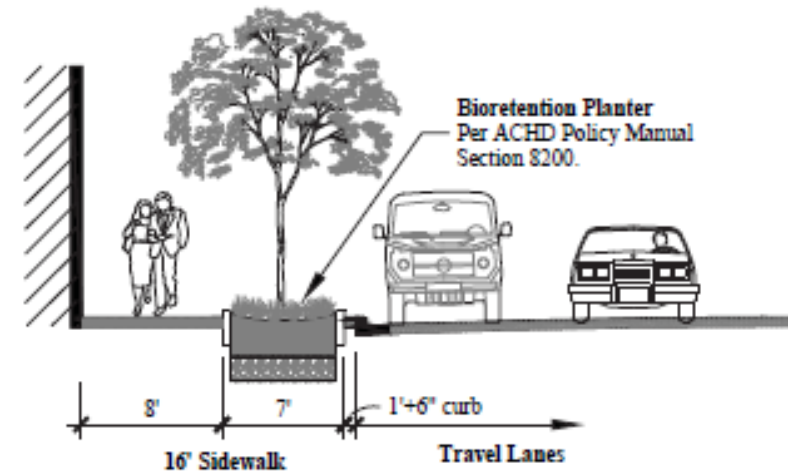 Bioretention Planter
Per ACHD Policy Manual
Section 8200.
8'
7'
1'+6" curb
16' Sidewalk
Travel Lanes